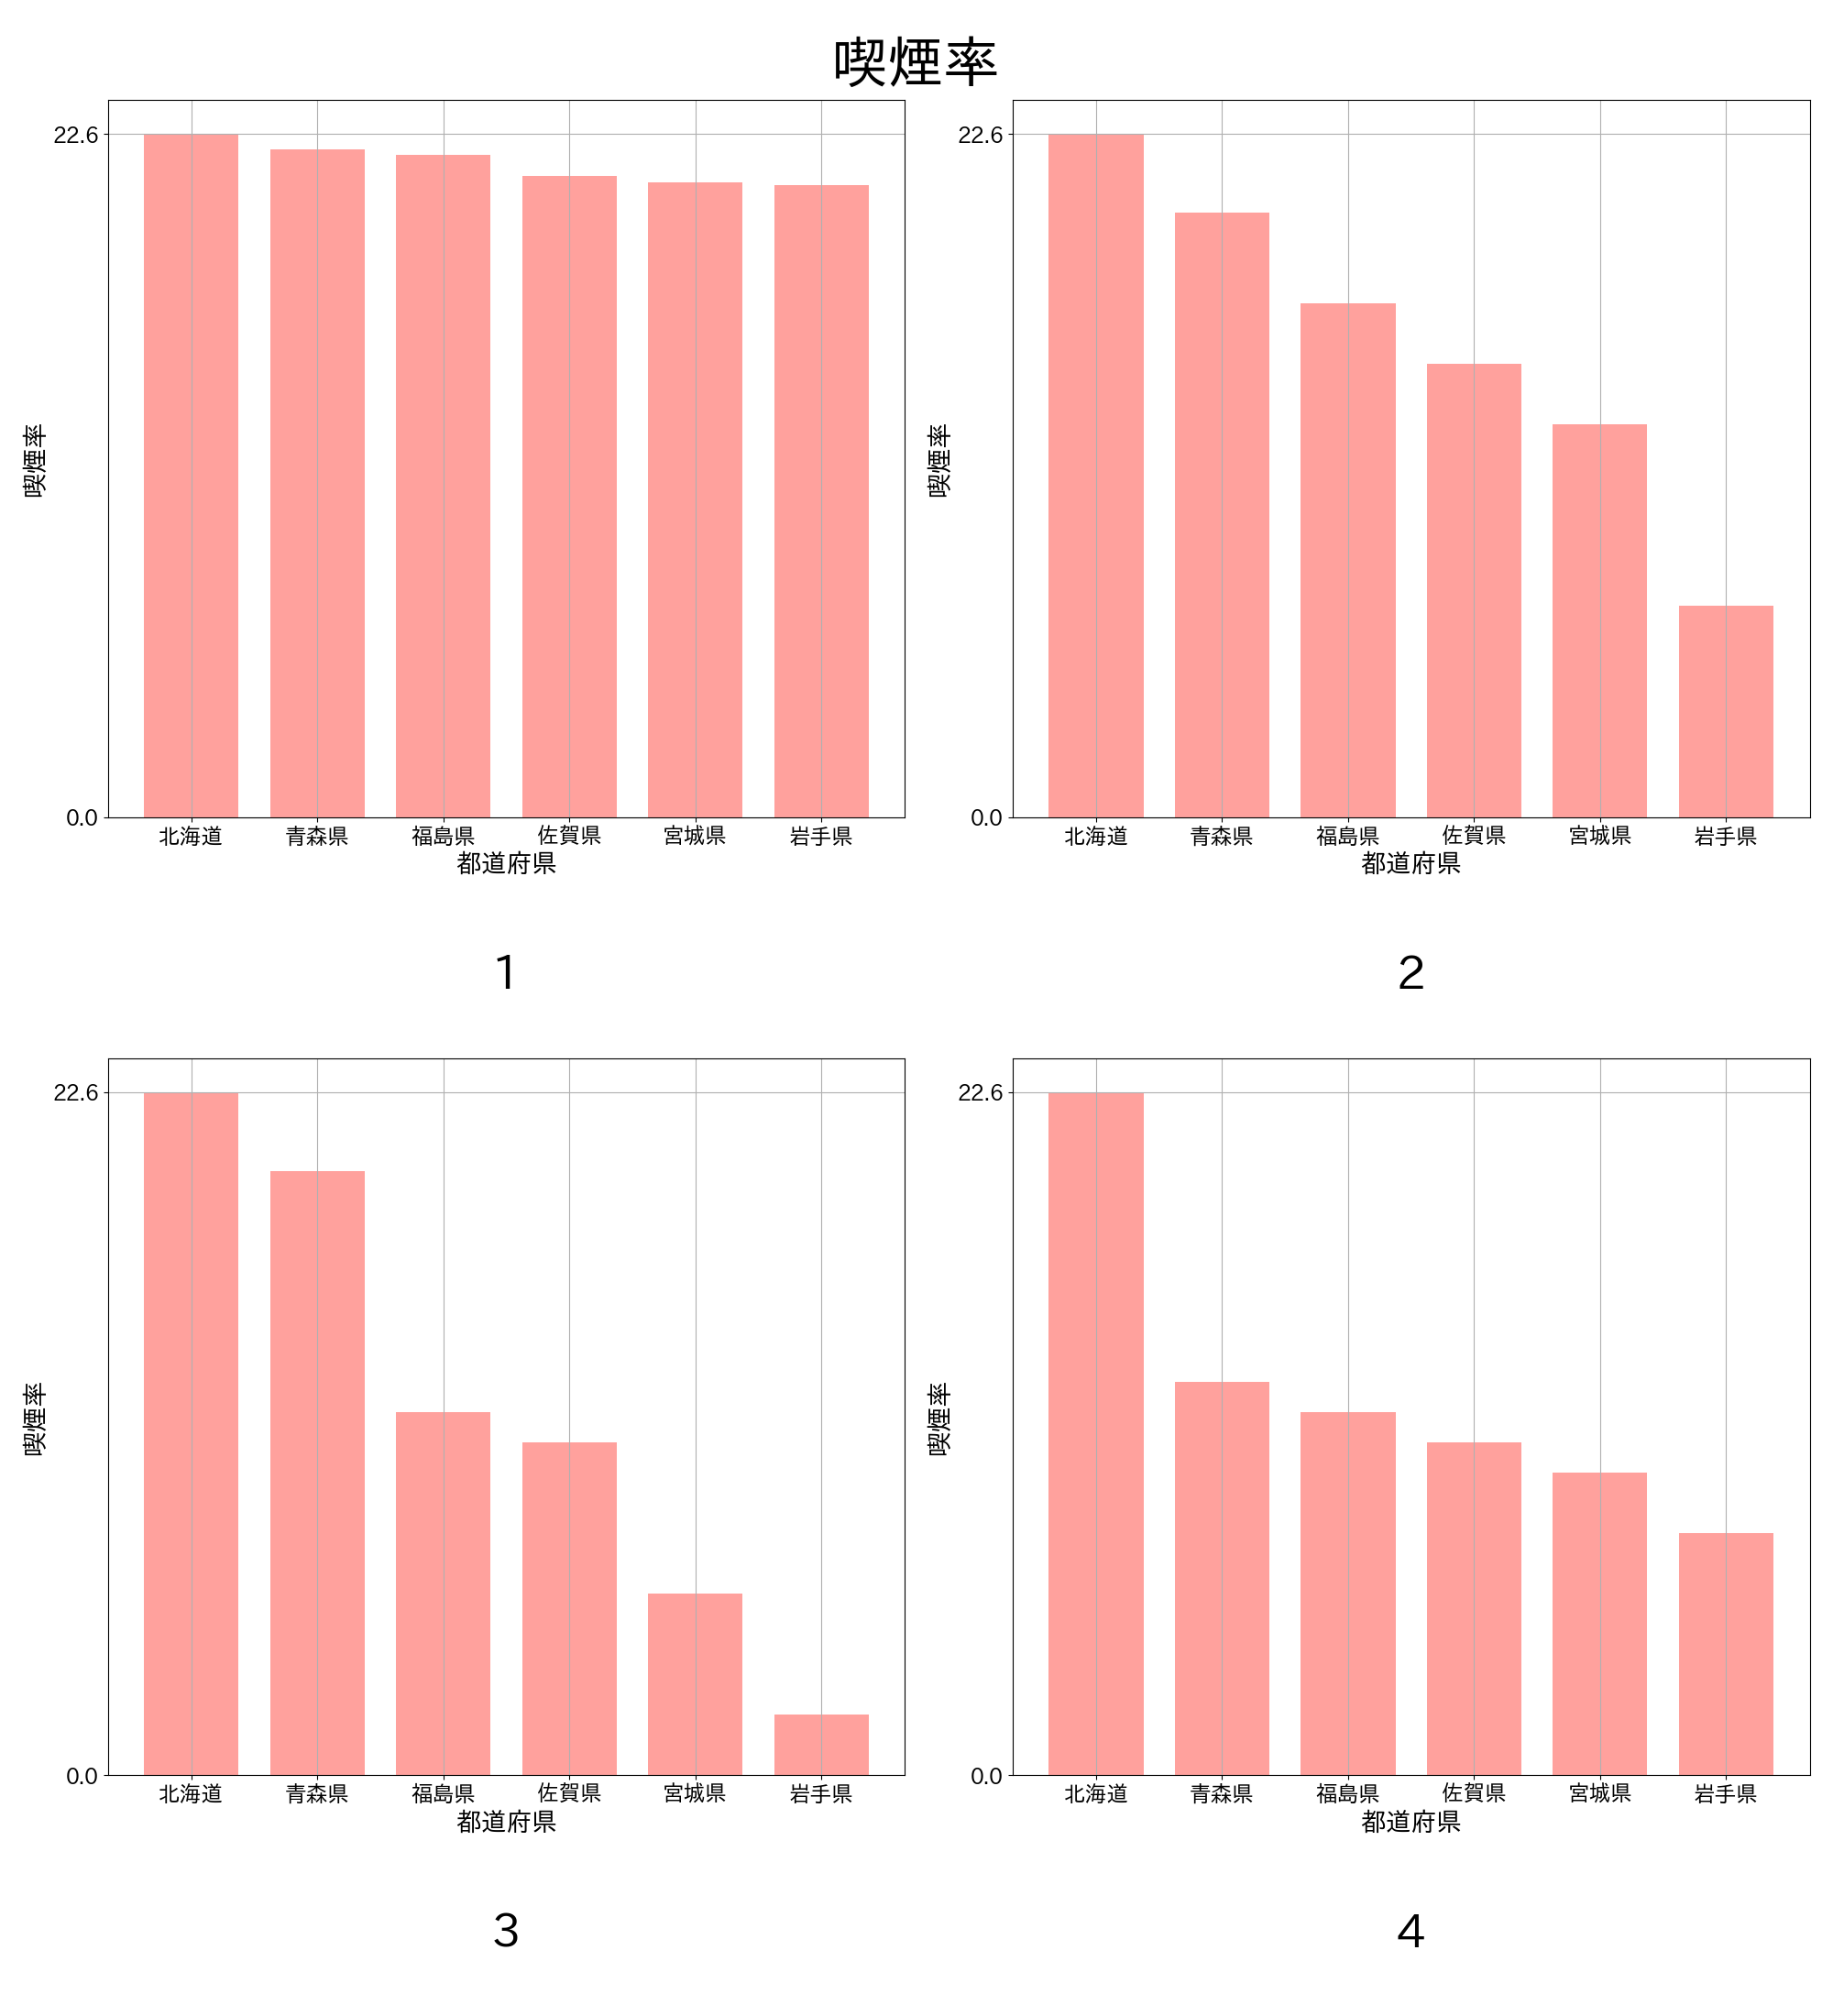 喫煙率
22.6
喫煙率
0.0
北海道 青森県 福島県 佐賀県 宮城県 岩手県
都道府県
1
22.6
喫煙率
0.0
北海道 青森県 福島県 佐賀県 宮城県 岩手県
都道府県
2
22.6
喫煙率
0.0
北海道 青森県 福島県 佐賀県 宮城県 岩手県
都道府県
3
22.6
喫煙率
0.0
北海道 青森県 福島県 佐賀県 宮城県 岩手県
都道府県
4